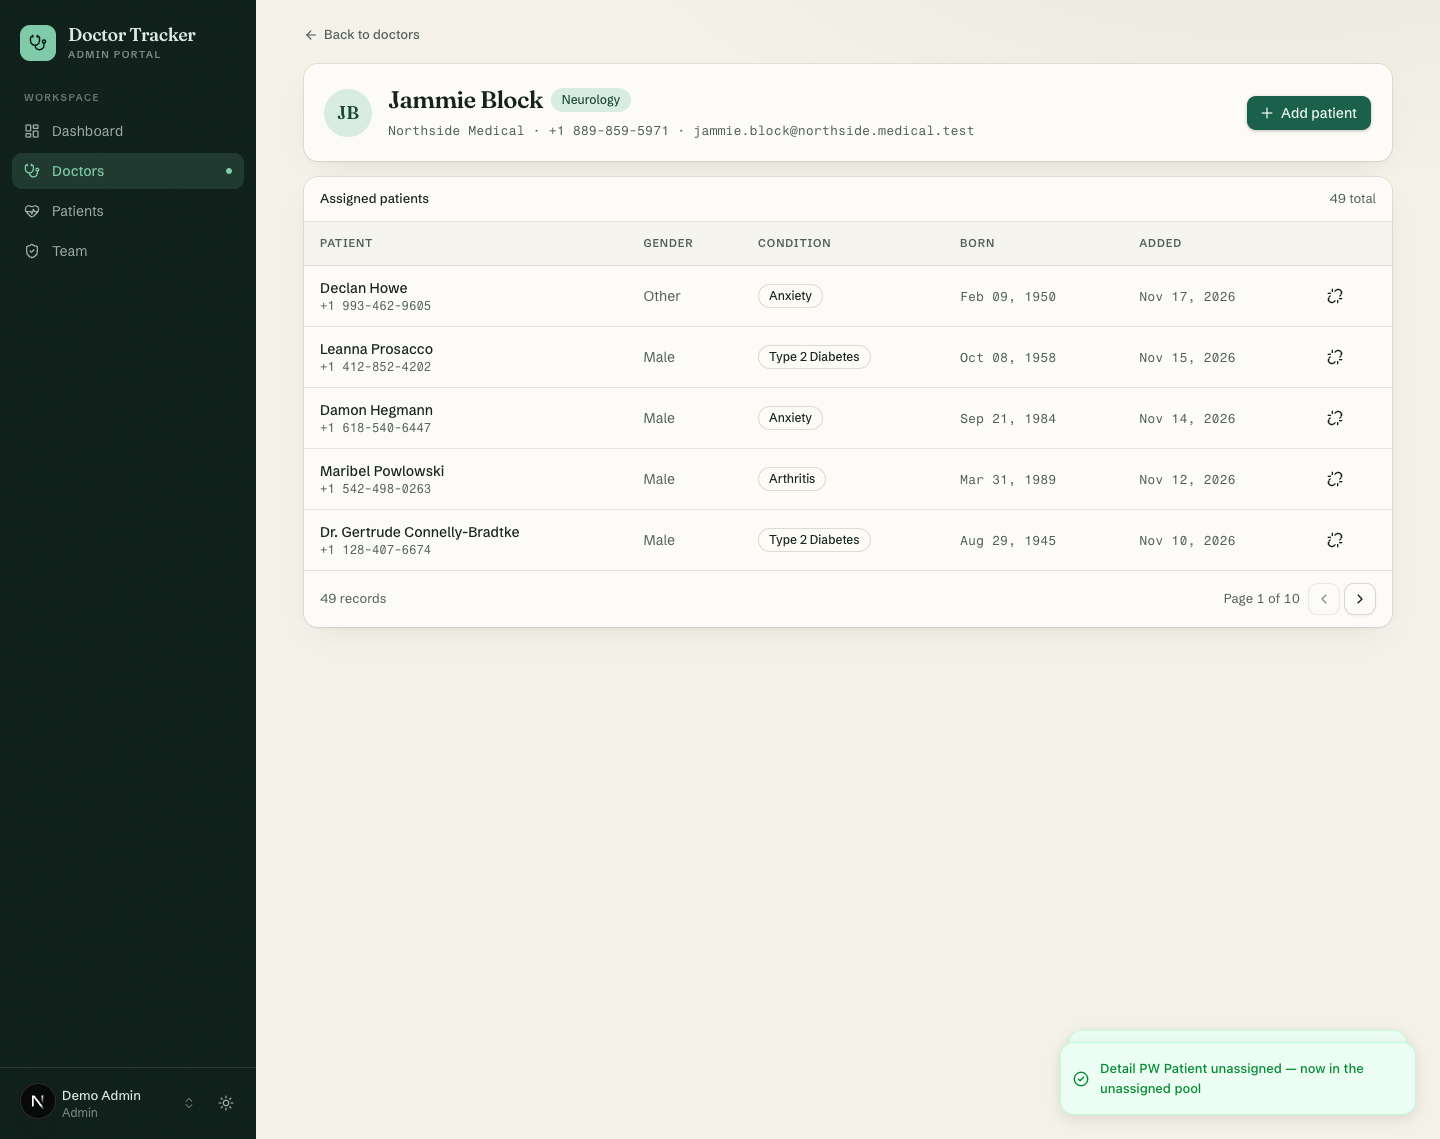 Doctor Tracker
ADMIN PORTAL
WORKSPACE
Dashboard
Doctors
Patients
Team
Demo Admin
Admin
Back to doctors
JB
Jammie Block Neurology
Northside Medical · +1 889-859-5971 · jammie.block@northside.medical.test
Add patient
Assigned patients 49 total
PATIENT GENDER CONDITION BORN ADDED
Declan Howe
+1 993-462-9605
Other Anxiety Feb 09, 1950 Nov 17, 2026
Leanna Prosacco
+1 412-852-4202
Male Type 2 Diabetes Oct 08, 1958 Nov 15, 2026
Damon Hegmann
+1 618-540-6447
Male Anxiety Sep 21, 1984 Nov 14, 2026
Maribel Powlowski
+1 542-498-0263
Male Arthritis Mar 31, 1989 Nov 12, 2026
Dr. Gertrude Connelly-Bradtke
+1 128-407-6674
Male Type 2 Diabetes Aug 29, 1945 Nov 10, 2026
49 records Page 1 of 10
Detail PW Patient unassigned — now in the
unassigned pool